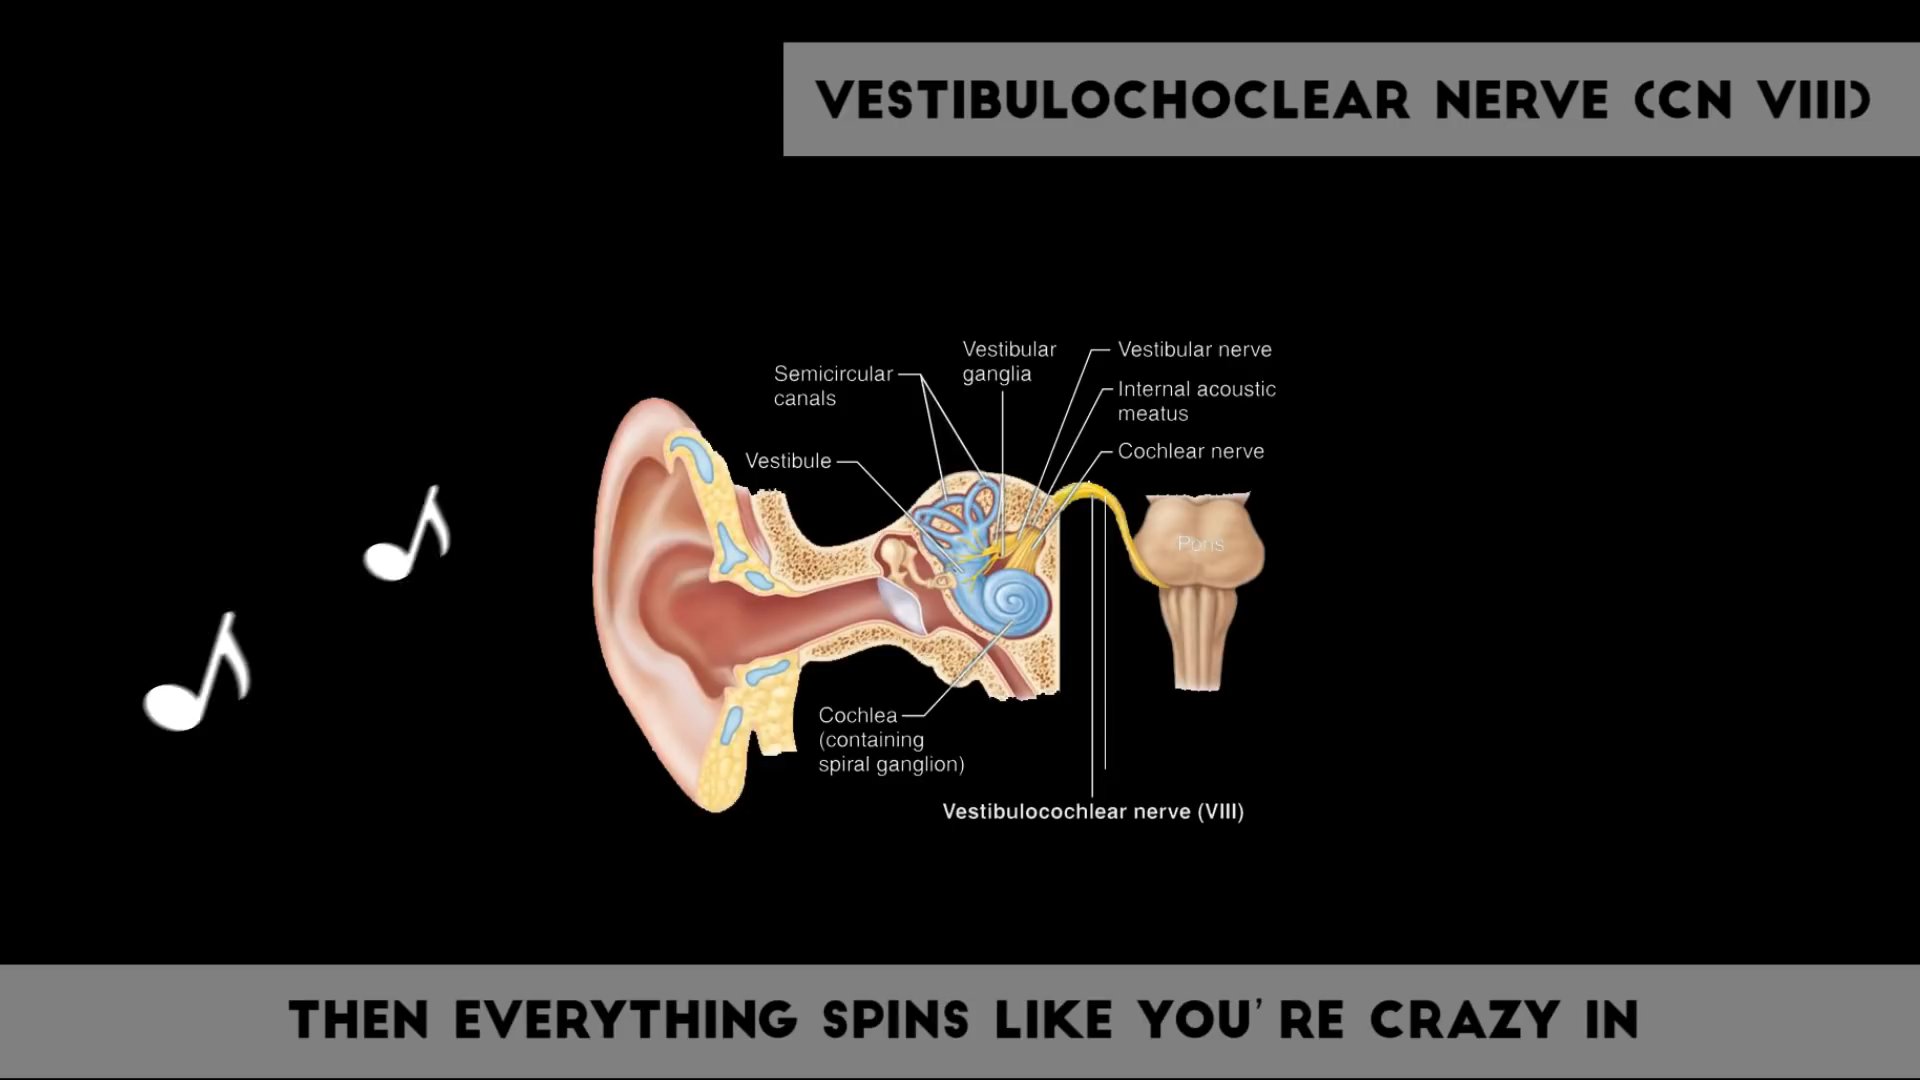 VESTIBULOCHOCLEAR NERVE (CN VIII)
Vestibular
ganglia
Vestibular nerve
Semicircular
canals
Internal acoustic
meatus
Cochlear nerve
Vestibule
Pons
Cochlea
(containing
spiral ganglion)
Vestibulocochlear nerve (VIII)
THEN EVERYTHING SPINS LIKE YOU'RE CRAZY IN